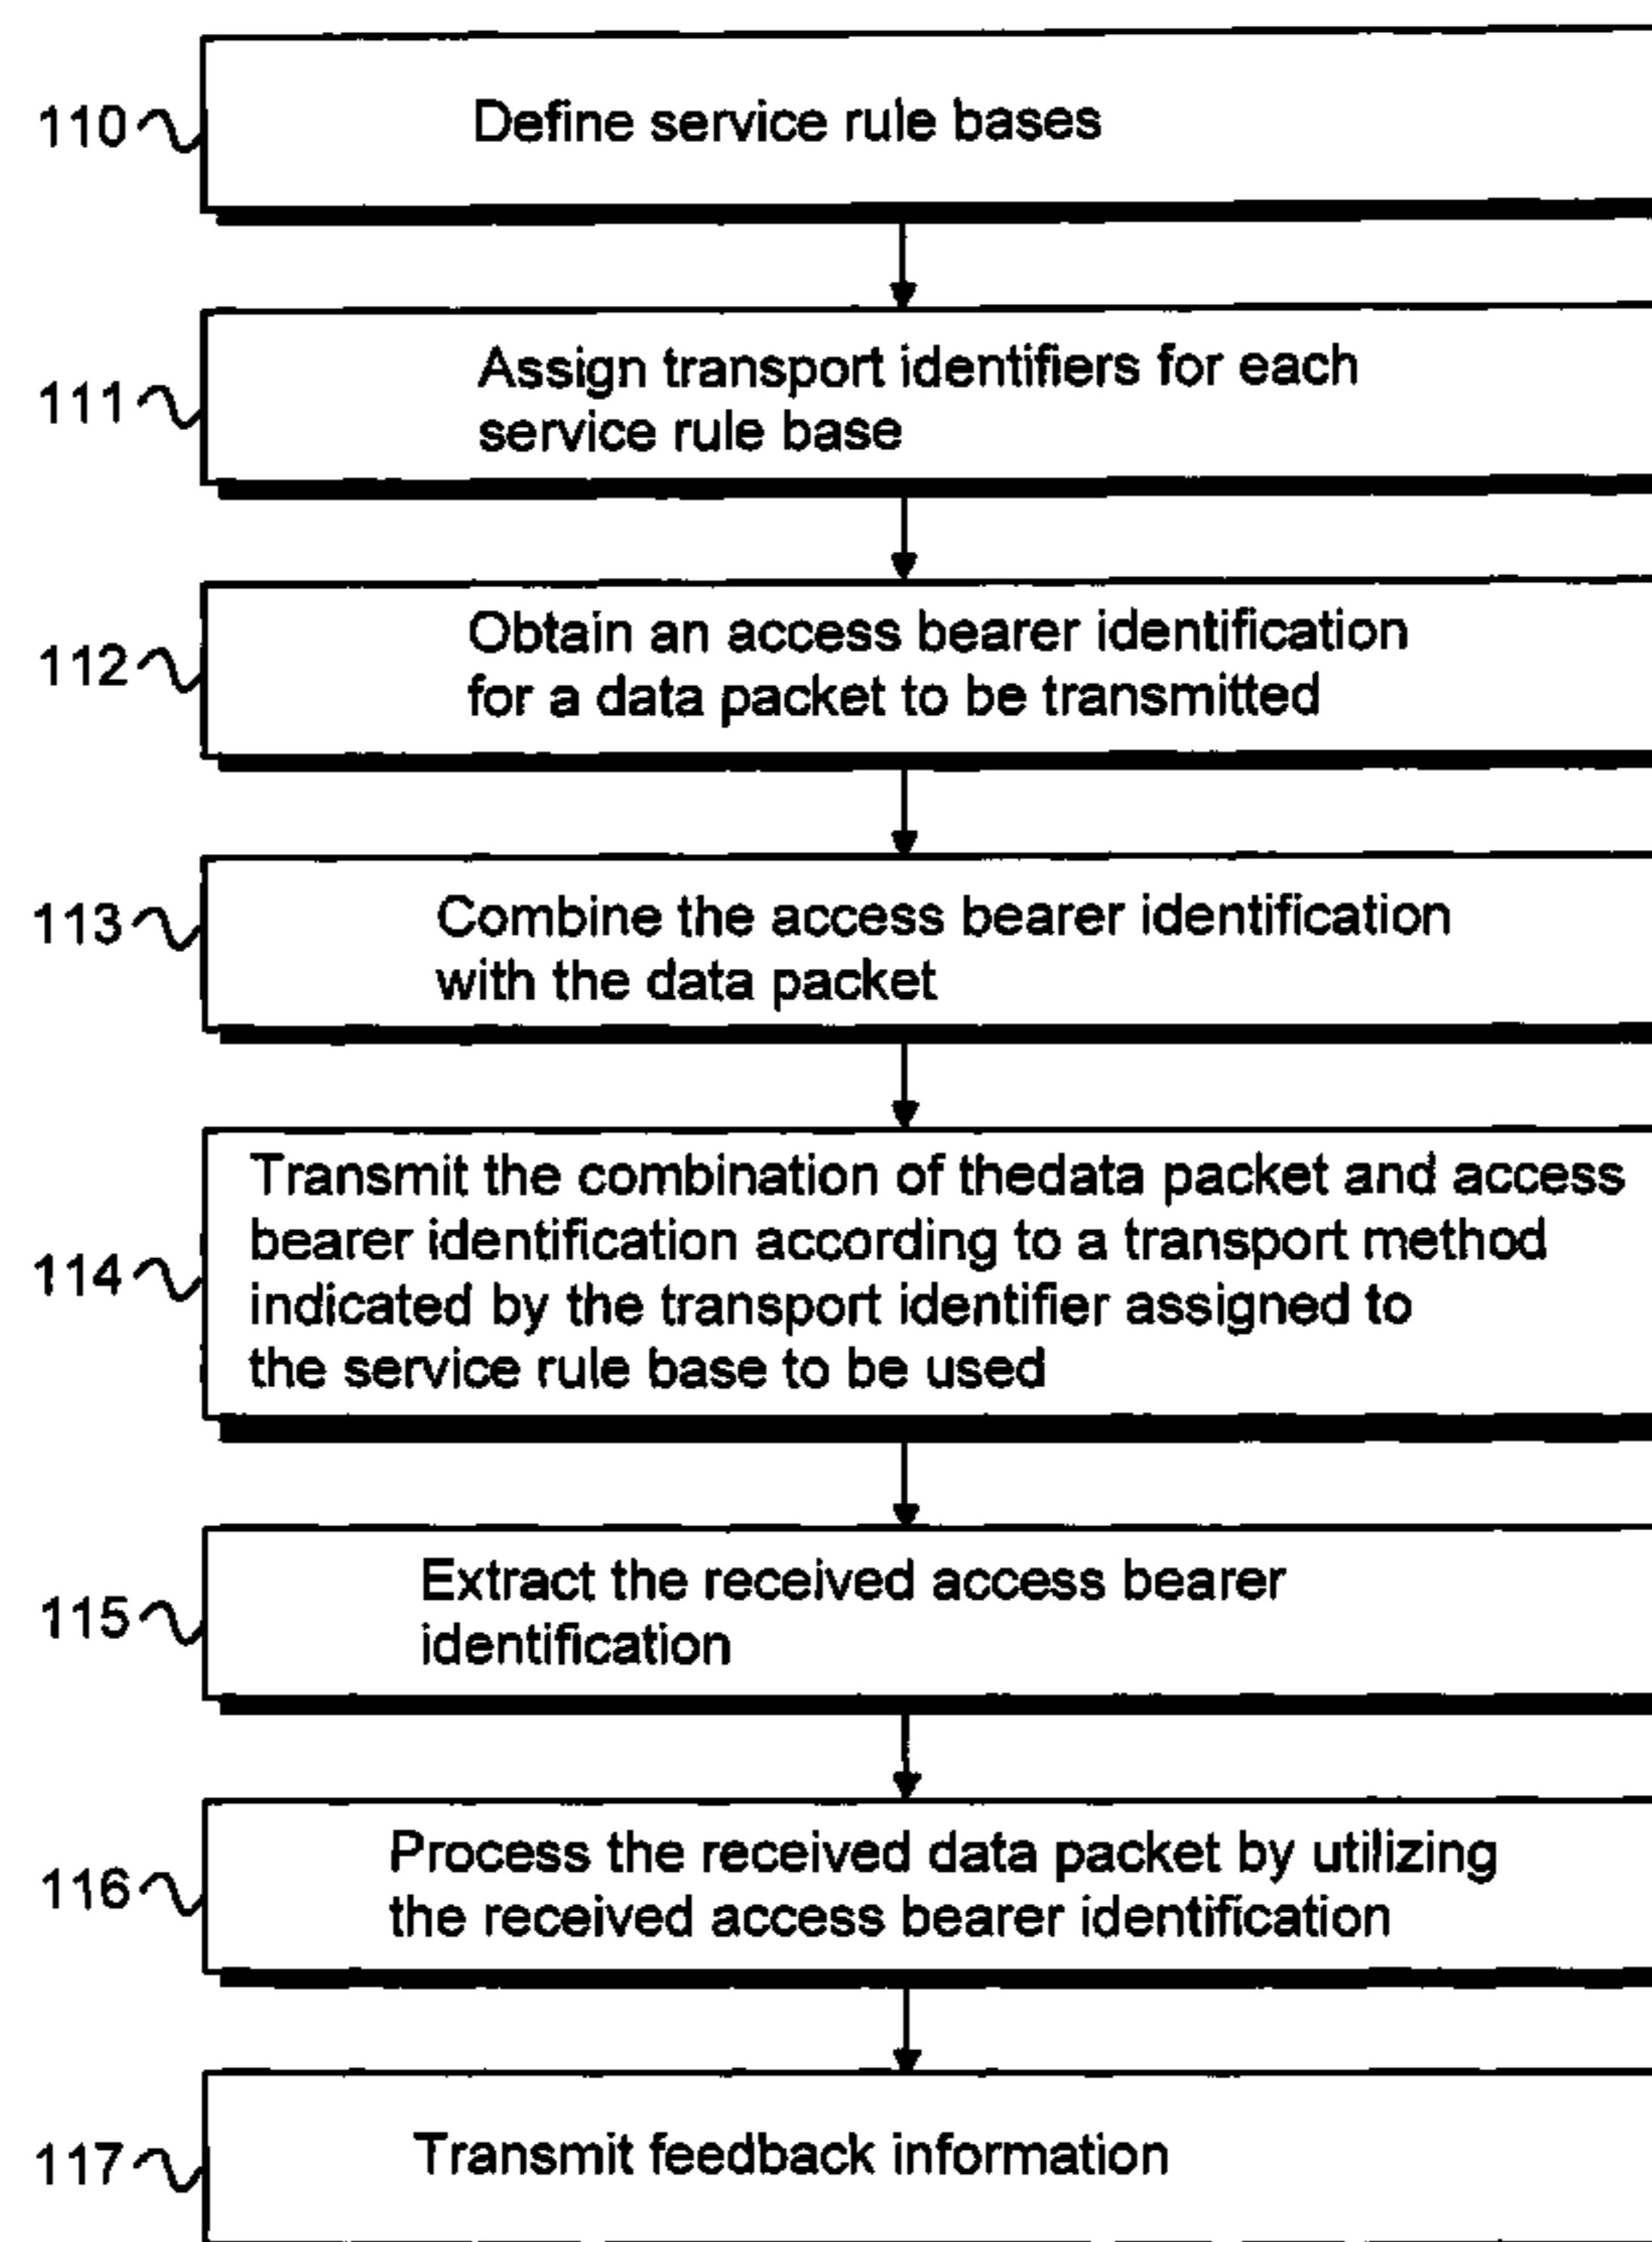 110
Define service rule bases
111
Assign transport identifiers for each
service rule base
112
Obtain an access bearer identification
for a data packet to be transmitted
113
Combine the access bearer identification
with the data packet
114
Transmit the combination of thedata packet and access
bearer identification according to a transport method
indicated by the transport identifier assigned to
the service rule base to be used
115
Extract the received access bearer
identification
116
Process the received data packet by utilizing
the received access bearer identification
117
Transmit feedback information